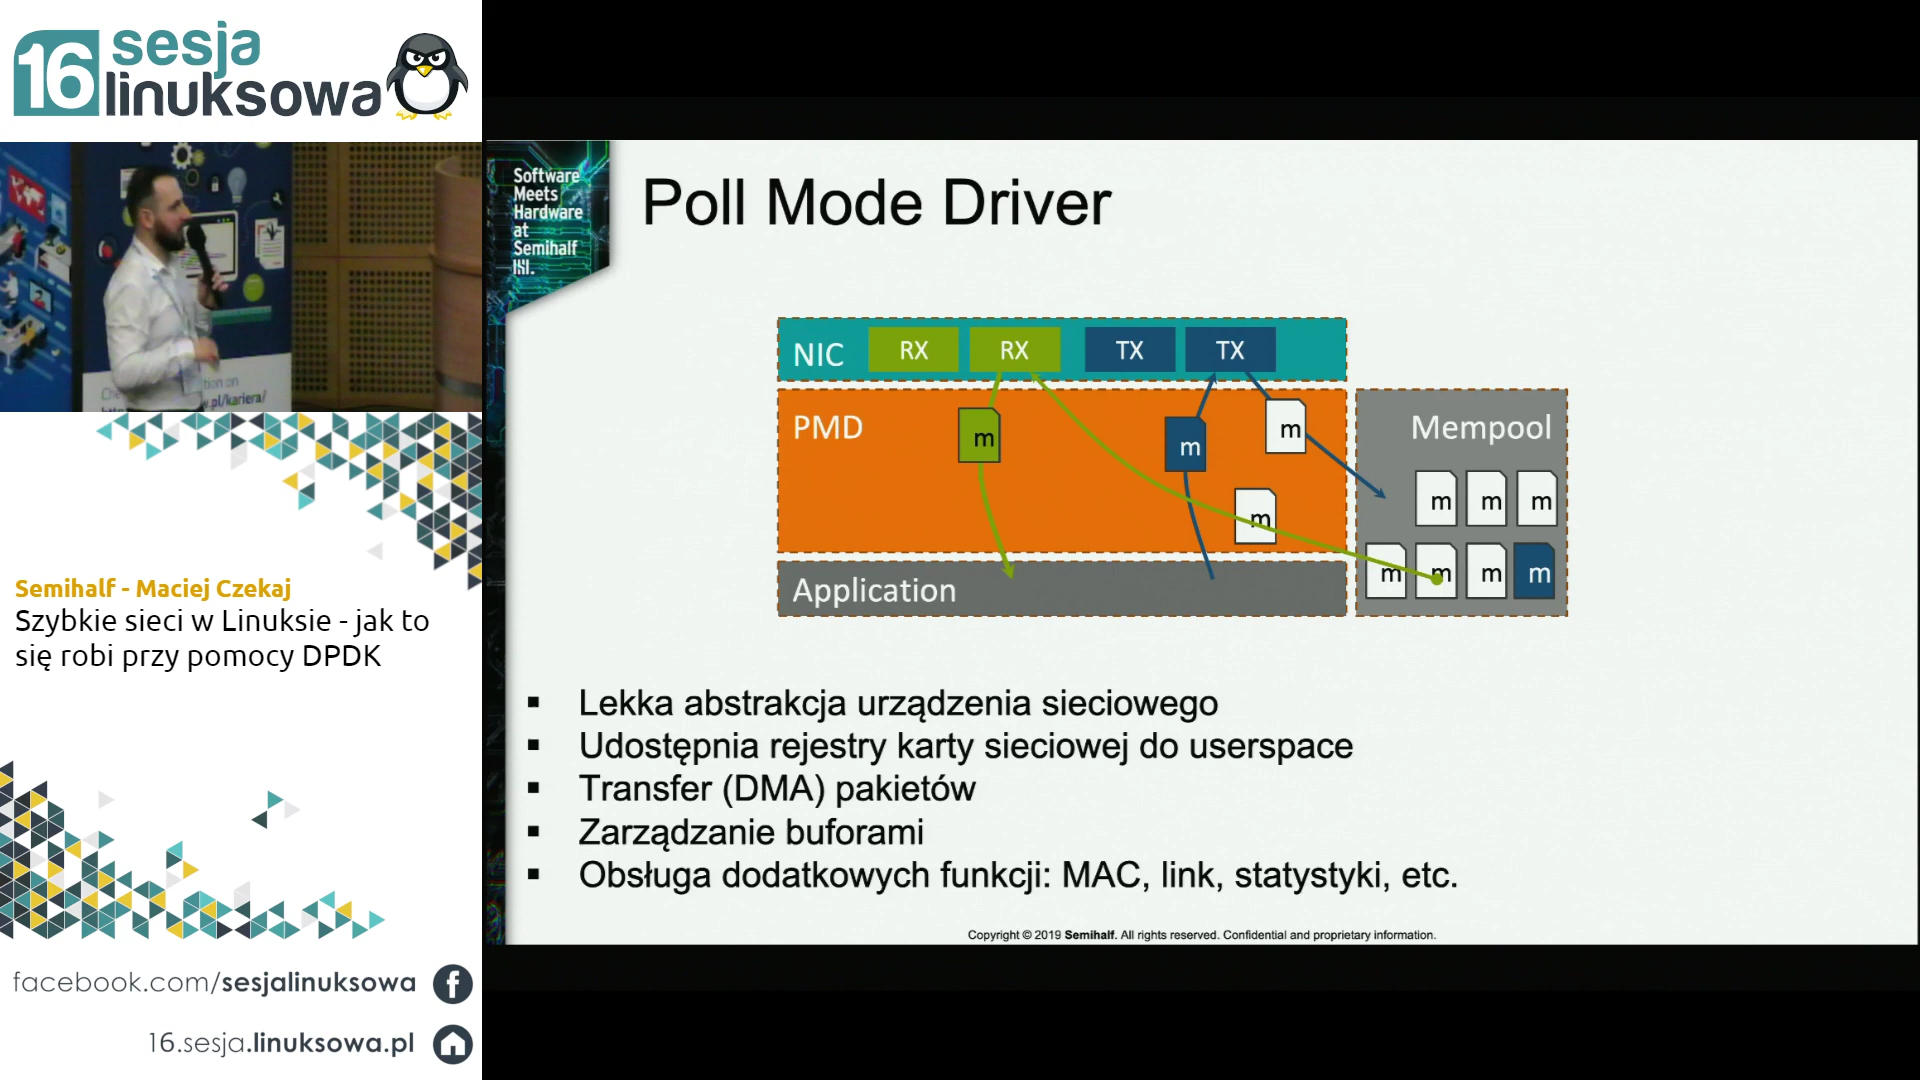 16 sesja
linuksowa
w.pl/kariera/
Semihalf - Maciej Czekaj
Szybkie sieci w Linuksie - jak to
się robi przy pomocy DPDK
facebook.com/sesjalinuksowa
16.sesja.linuksowa.pl
Software
Meets
Hardware
at
Semihalf
Poll Mode Driver
NIC
RX
RX
TX
TX
PMD
m
m
m
m
Mempool
m
m
m
m
m
m
m
Application
▪ Lekka abstrakcja urządzenia sieciowego
▪ Udostępnia rejestry karty sieciowej do userspace
▪ Transfer (DMA) pakietów
▪ Zarządzanie buforami
▪ Obsługa dodatkowych funkcji: MAC, link, statystyki, etc.
Copyright © 2019 Semihalf. All rights reserved. Confidential and proprietary information.